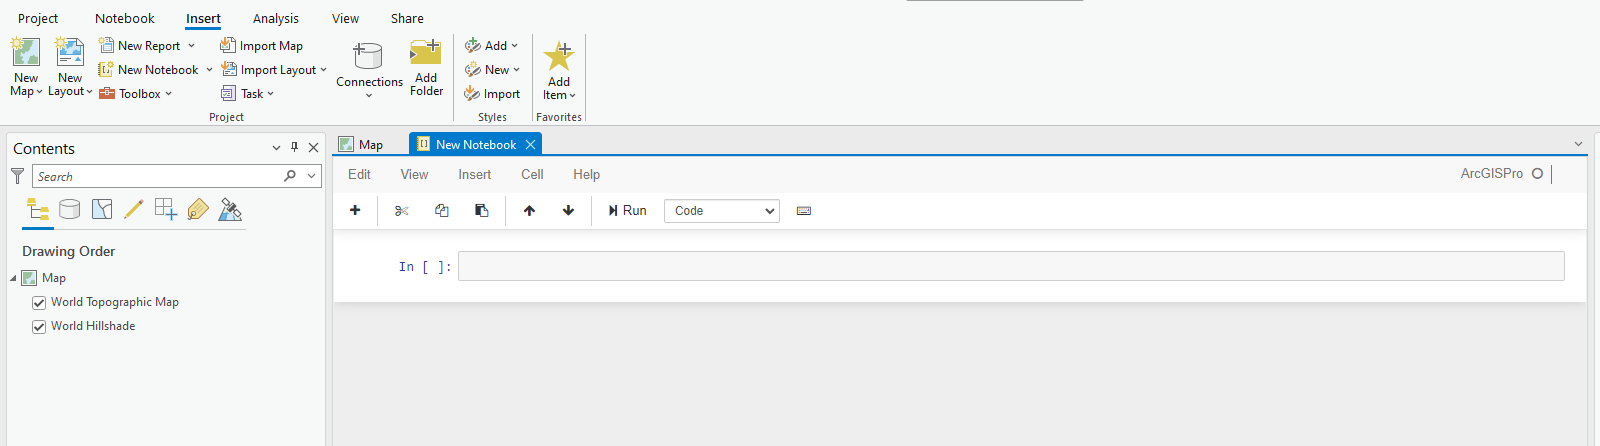 Project Notebook Insert Analysis View Share
New Map
New Layout
New Report
New Notebook
Toolbox
Import Map
Import Layout
Task
Connections
Add Folder
Project
Add
New
Import
Styles
Add Item
Favorites
Contents
Search
Drawing Order
Map
World Topographic Map
World Hillshade
Map New Notebook
Edit View Insert Cell Help ArcGISPro
Run Code
In [ ]: